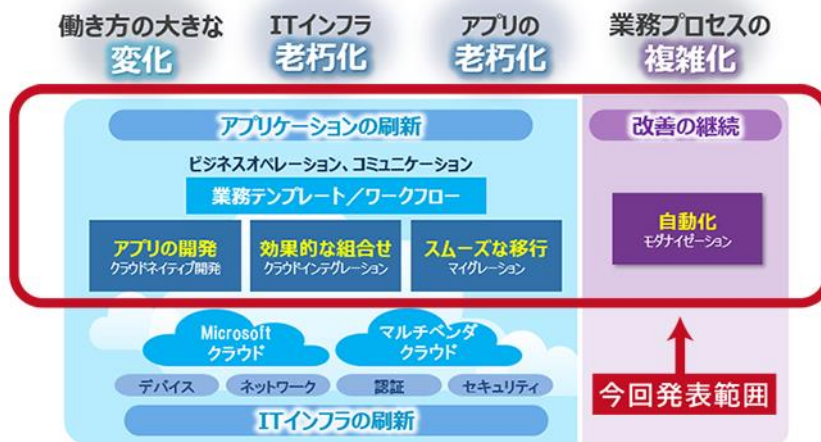 働き方の大きな
変化
ITインフラ
老朽化
アプリの
老朽化
業務プロセスの
複雑化
アプリケーションの刷新
改善の継続
ビジネスオペレーション、コミュニケーション
業務テンプレート／ワークフロー
アプリの開発
クラウドネイティブ開発
効果的な組合せ
クラウドインテグレーション
スムーズな移行
マイグレーション
自動化
モダナイゼーション
Microsoft
クラウド
マルチベンダ
クラウド
デバイス
ネットワーク
認証
セキュリティ
ITインフラの刷新
今回発表範囲